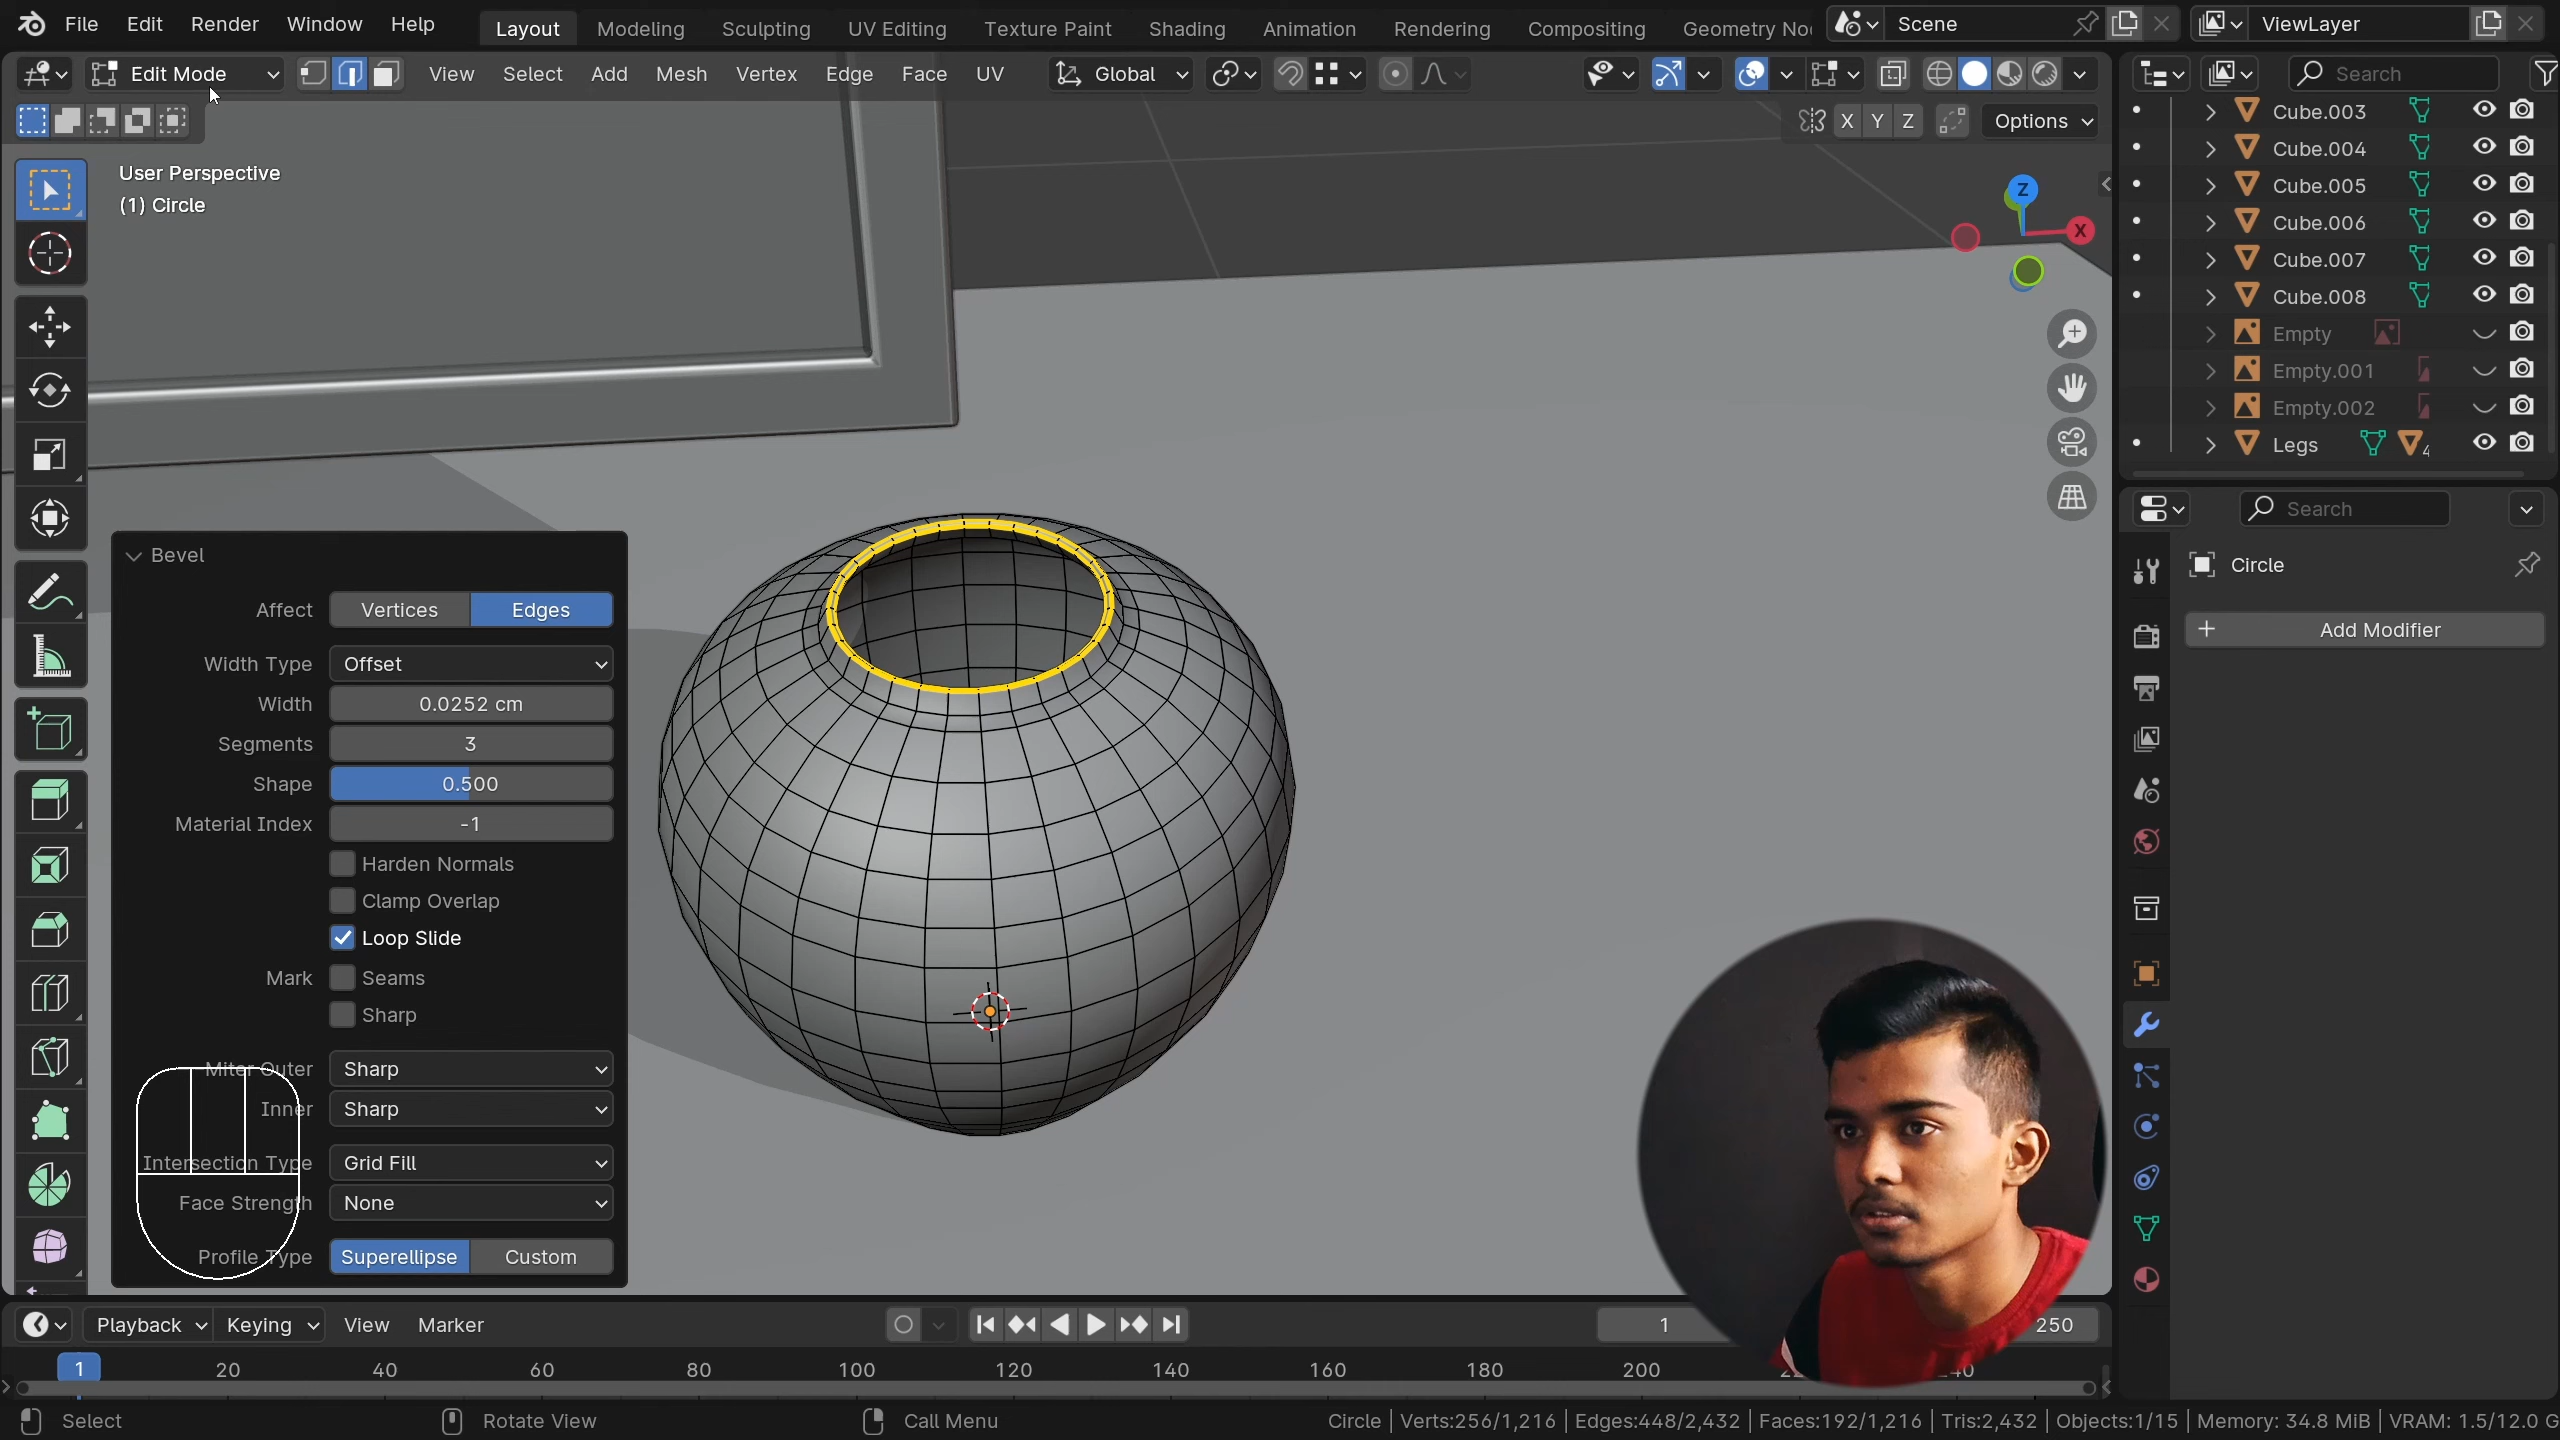 File Edit Render Window Help Layout Modeling Sculpting UV Editing Texture Paint Shading Animation Rendering Compositing Geometry No Scene ViewLayer
Edit Mode View Select Add Mesh Vertex Edge Face UV Global Search
X Y Z Options
User Perspective
(1) Circle
Z
X
Cube.003
Cube.004
Cube.005
Cube.006
Cube.007
Cube.008
Empty
Empty.001
Empty.002
Legs 4
Search
Circle
+ Add Modifier
Bevel
Affect Vertices Edges
Width Type Offset
Width 0.0252 cm
Segments 3
Shape 0.500
Material Index -1
Harden Normals
Clamp Overlap
Loop Slide
Mark Seams
Sharp
Miter Outer Sharp
Inner Sharp
Intersection Type Grid Fill
Face Strength None
Profile Type Superellipse Custom
Playback Keying View Marker 1 250
1 20 40 60 80 100 120 140 160 180 200
Select Rotate View Call Menu Circle | Verts:256/1,216 | Edges:448/2,432 | Faces:192/1,216 | Tris:2,432 | Objects:1/15 | Memory: 34.8 MiB | VRAM: 1.5/12.0 G